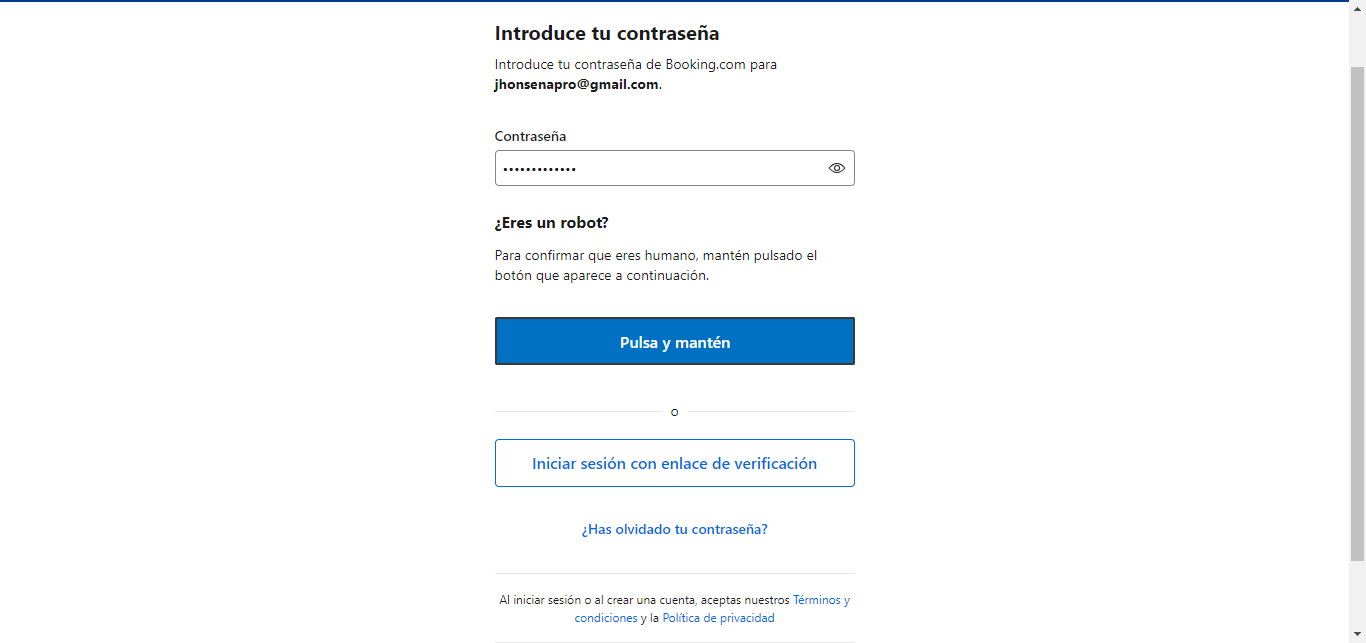 Introduce tu contraseña
Introduce tu contraseña de Booking.com para
jhonsenapro@gmail.com.
Contraseña
•••••••••••••
¿Eres un robot?
Para confirmar que eres humano, mantén pulsado el
botón que aparece a continuación.
Pulsa y mantén
o
Iniciar sesión con enlace de verificación
¿Has olvidado tu contraseña?
Al iniciar sesión o al crear una cuenta, aceptas nuestros Términos y
condiciones y la Política de privacidad